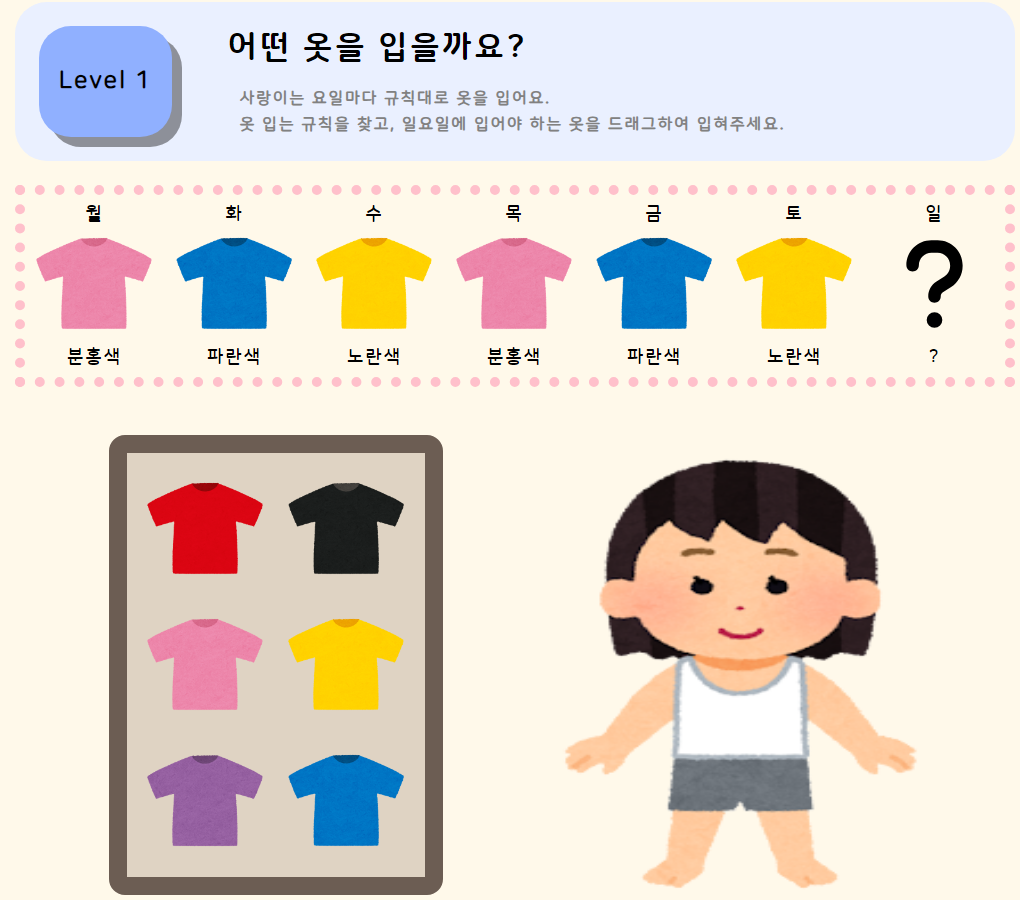 Level 1
어떤 옷을 입을까요?
사랑이는 요일마다 규칙대로 옷을 입어요.
옷 입는 규칙을 찾고, 일요일에 입어야 하는 옷을 드래그하여 입혀주세요.
월 화 수 목 금 토 일
?
분홍색 파란색 노란색 분홍색 파란색 노란색 ?